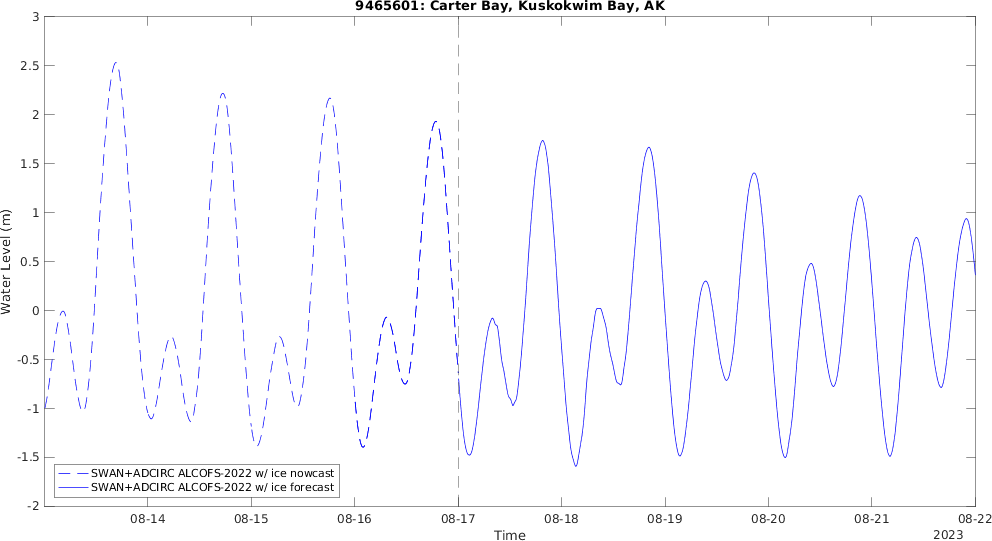 9465601: Carter Bay, Kuskokwim Bay, AK
3
2.5
2
1.5
1
0.5
0
-0.5
-1
-1.5
-2
Water Level (m)
SWAN+ADCIRC ALCOFS-2022 w/ ice nowcast
SWAN+ADCIRC ALCOFS-2022 w/ ice forecast
08-14 08-15 08-16 08-17 08-18 08-19 08-20 08-21 08-22
Time
2023